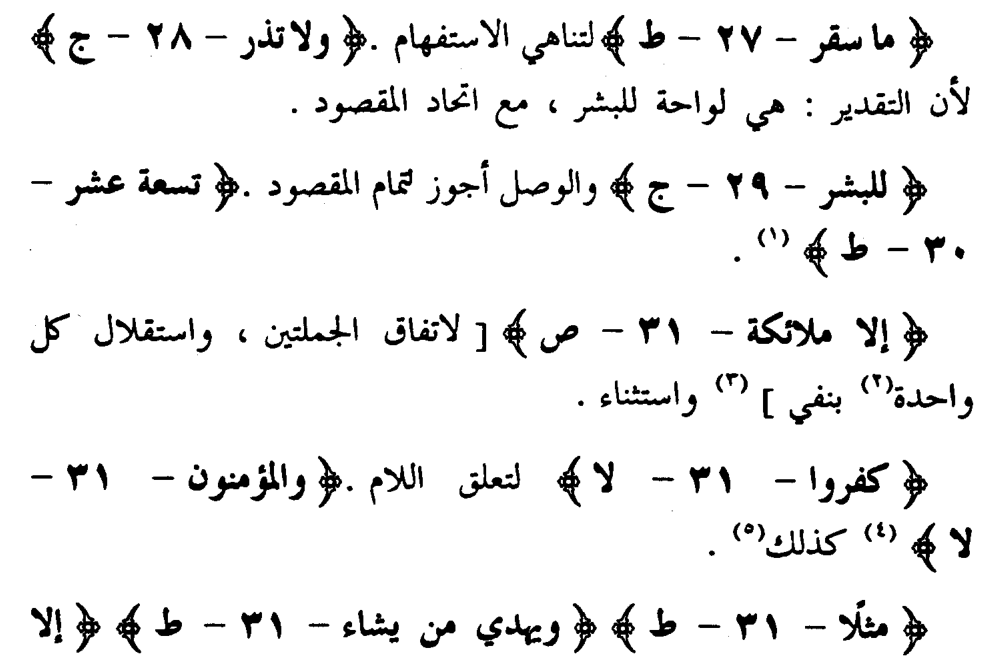 ﴿ ما سقر – ٢٧ – ط ﴾ لتناهي الاستفهام . ﴿ ولا تذر – ٢٨ – ج ﴾
لأن التقدير : هي لواحة للبشر ، مع اتحاد المقصود .
﴿ للبشر – ٢٩ – ج ﴾ والوصل أجوز لتمام المقصود . ﴿ تسعة عشر –
٣٠ – ط ﴾ (١) .
﴿ إلا ملائكة – ٣١ – ص ﴾ [ لاتفاق الجملتين ، واستقلال كل
واحدة(٢) بنفي ] (٣) واستثناء .
﴿ كفروا – ٣١ – لا ﴾ لتعلق اللام . ﴿ والمؤمنون – ٣١ –
لا ﴾ (٤) كذلك(٥) .
﴿ مثلًا – ٣١ – ط ﴾ ﴿ ويهدي من يشاء – ٣١ – ط ﴾ ﴿ إلا